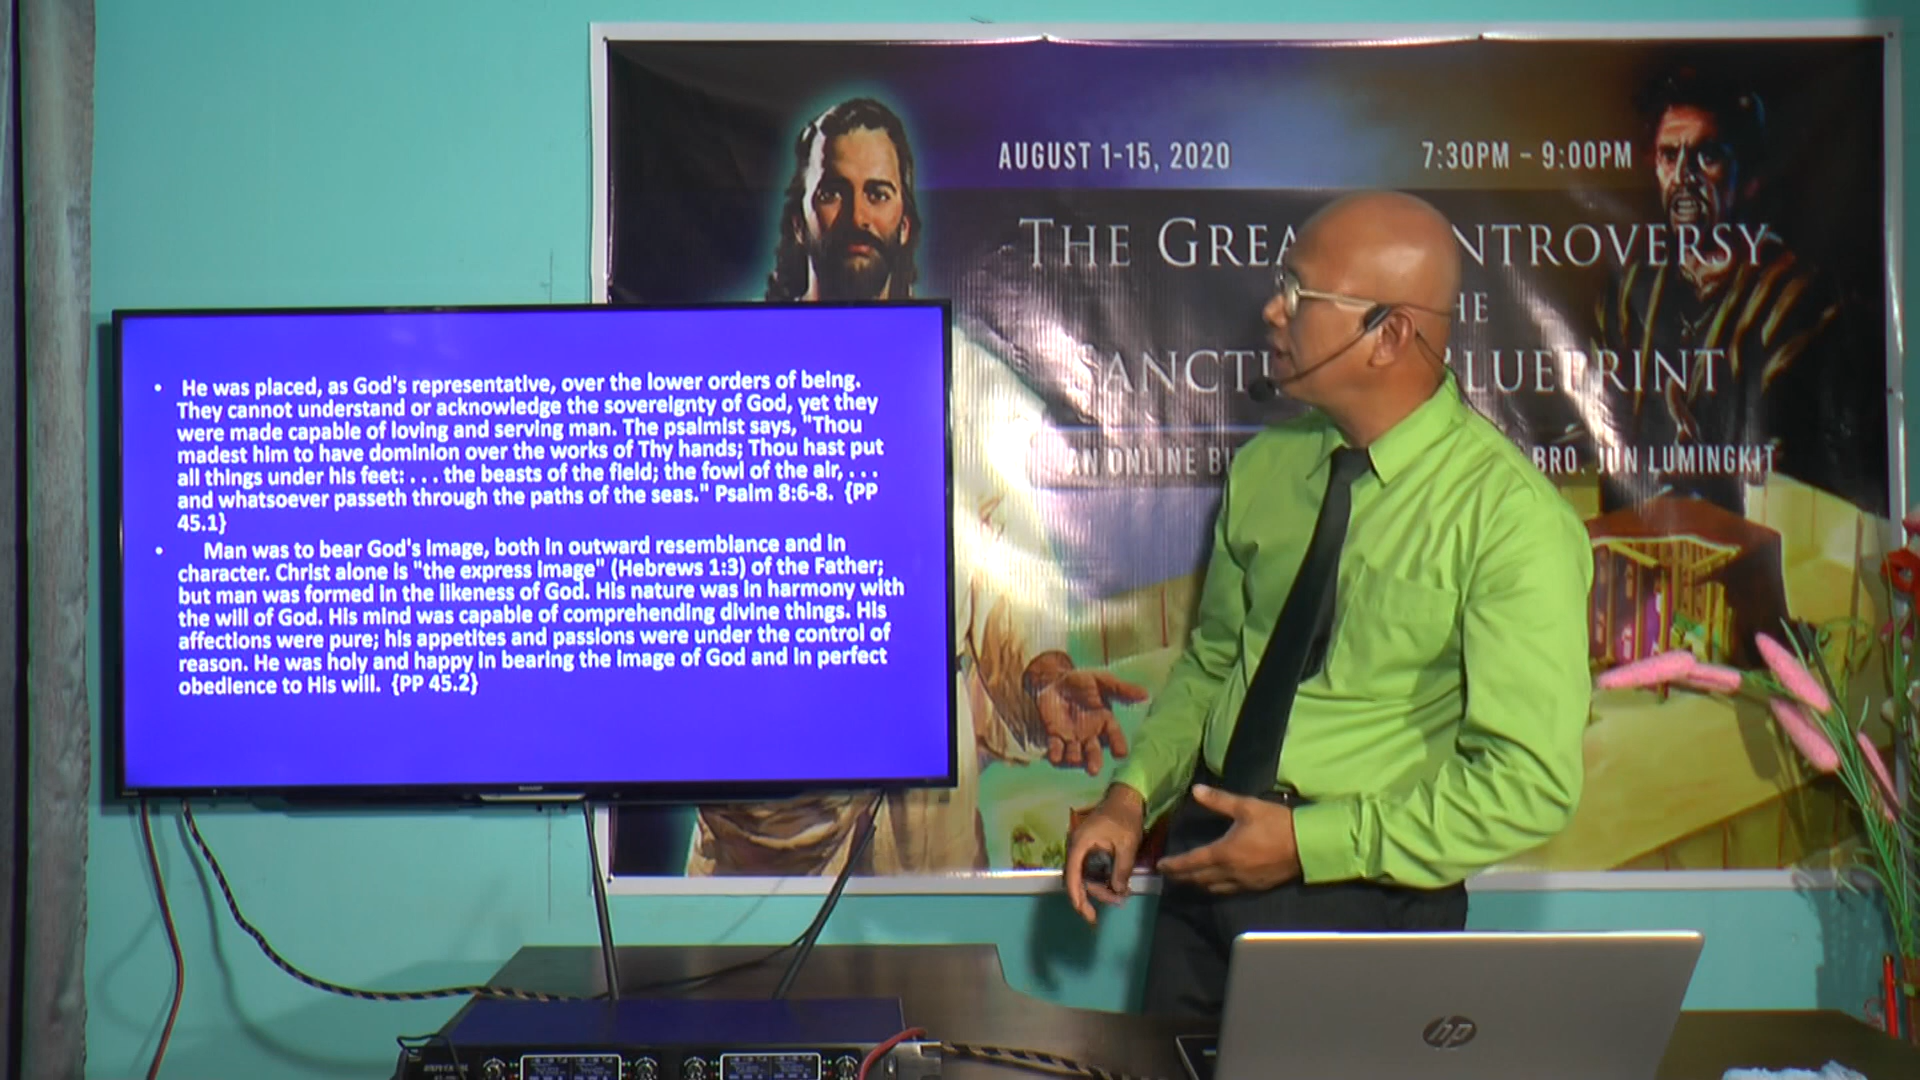 AUGUST 1-15, 2020 7:30PM - 9:00PM
THE GREA NTROVERSY
HE
SANCTU BLUEPRINT
AN ONLINE BI BRO. JUN LUMINGKIT
• He was placed, as God's representative, over the lower orders of being.
They cannot understand or acknowledge the sovereignty of God, yet they
were made capable of loving and serving man. The psalmist says, "Thou
madest him to have dominion over the works of Thy hands; Thou hast put
all things under his feet: . . . the beasts of the field; the fowl of the air, . . .
and whatsoever passeth through the paths of the seas." Psalm 8:6-8. {PP
45.1}
• Man was to bear God's image, both in outward resemblance and in
character. Christ alone is "the express image" (Hebrews 1:3) of the Father;
but man was formed in the likeness of God. His nature was in harmony with
the will of God. His mind was capable of comprehending divine things. His
affections were pure; his appetites and passions were under the control of
reason. He was holy and happy in bearing the image of God and in perfect
obedience to His will. {PP 45.2}
SHARP
hp